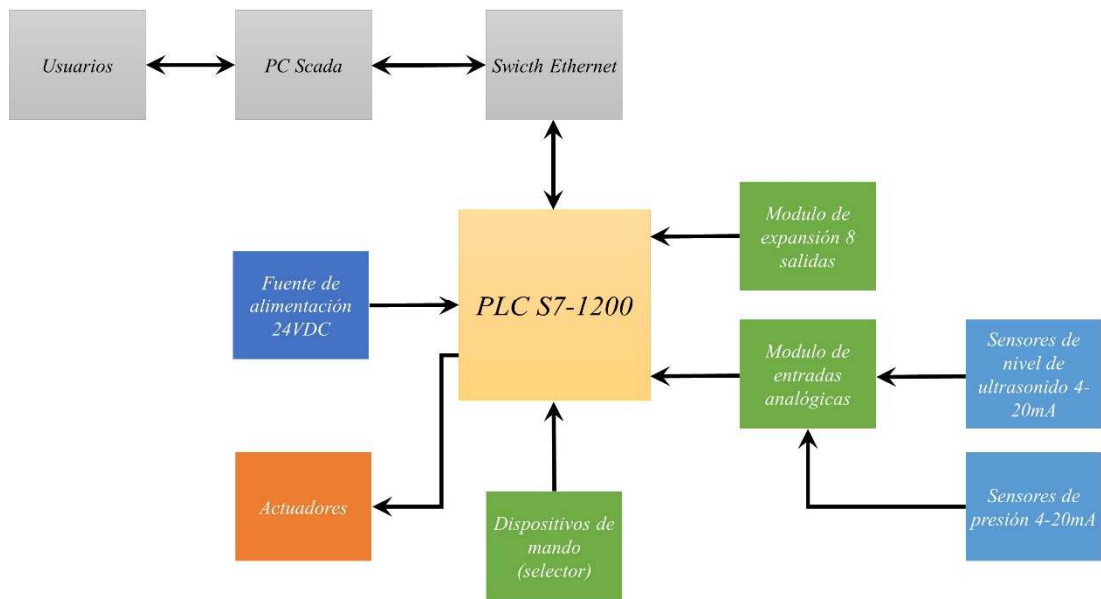 Usuarios
PC Scada
Swicth Ethernet
Modulo de
expansión 8
salidas
Fuente de
alimentación
24VDC
PLC S7-1200
Modulo de
entradas
analógicas
Sensores de
nivel de
ultrasonido 4-
20mA
Actuadores
Dispositivos de
mando
(selector)
Sensores de
presión 4-20mA